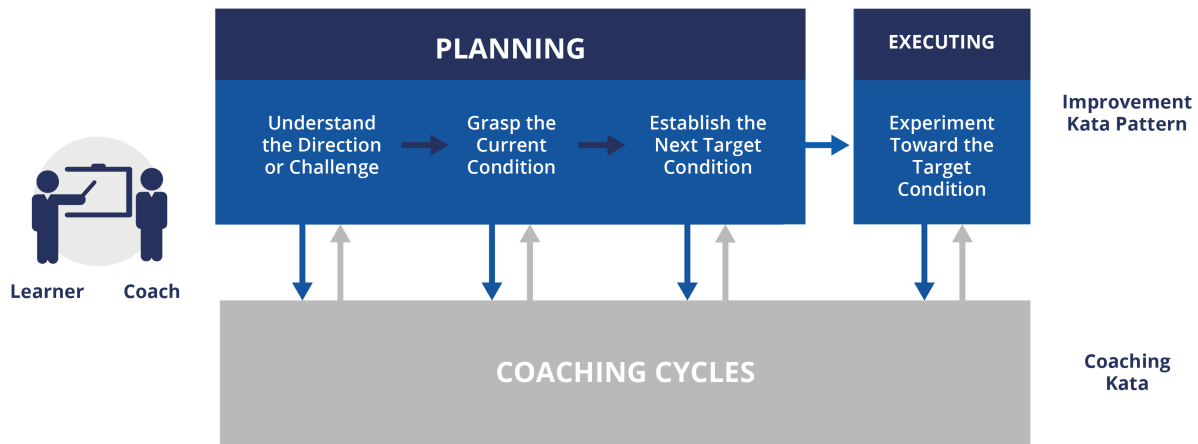 PLANNING
EXECUTING
Understand
the Direction
or Challenge
Grasp the
Current
Condition
Establish the
Next Target
Condition
Experiment
Toward the
Target
Condition
Improvement
Kata Pattern
Learner
Coach
COACHING CYCLES
Coaching
Kata